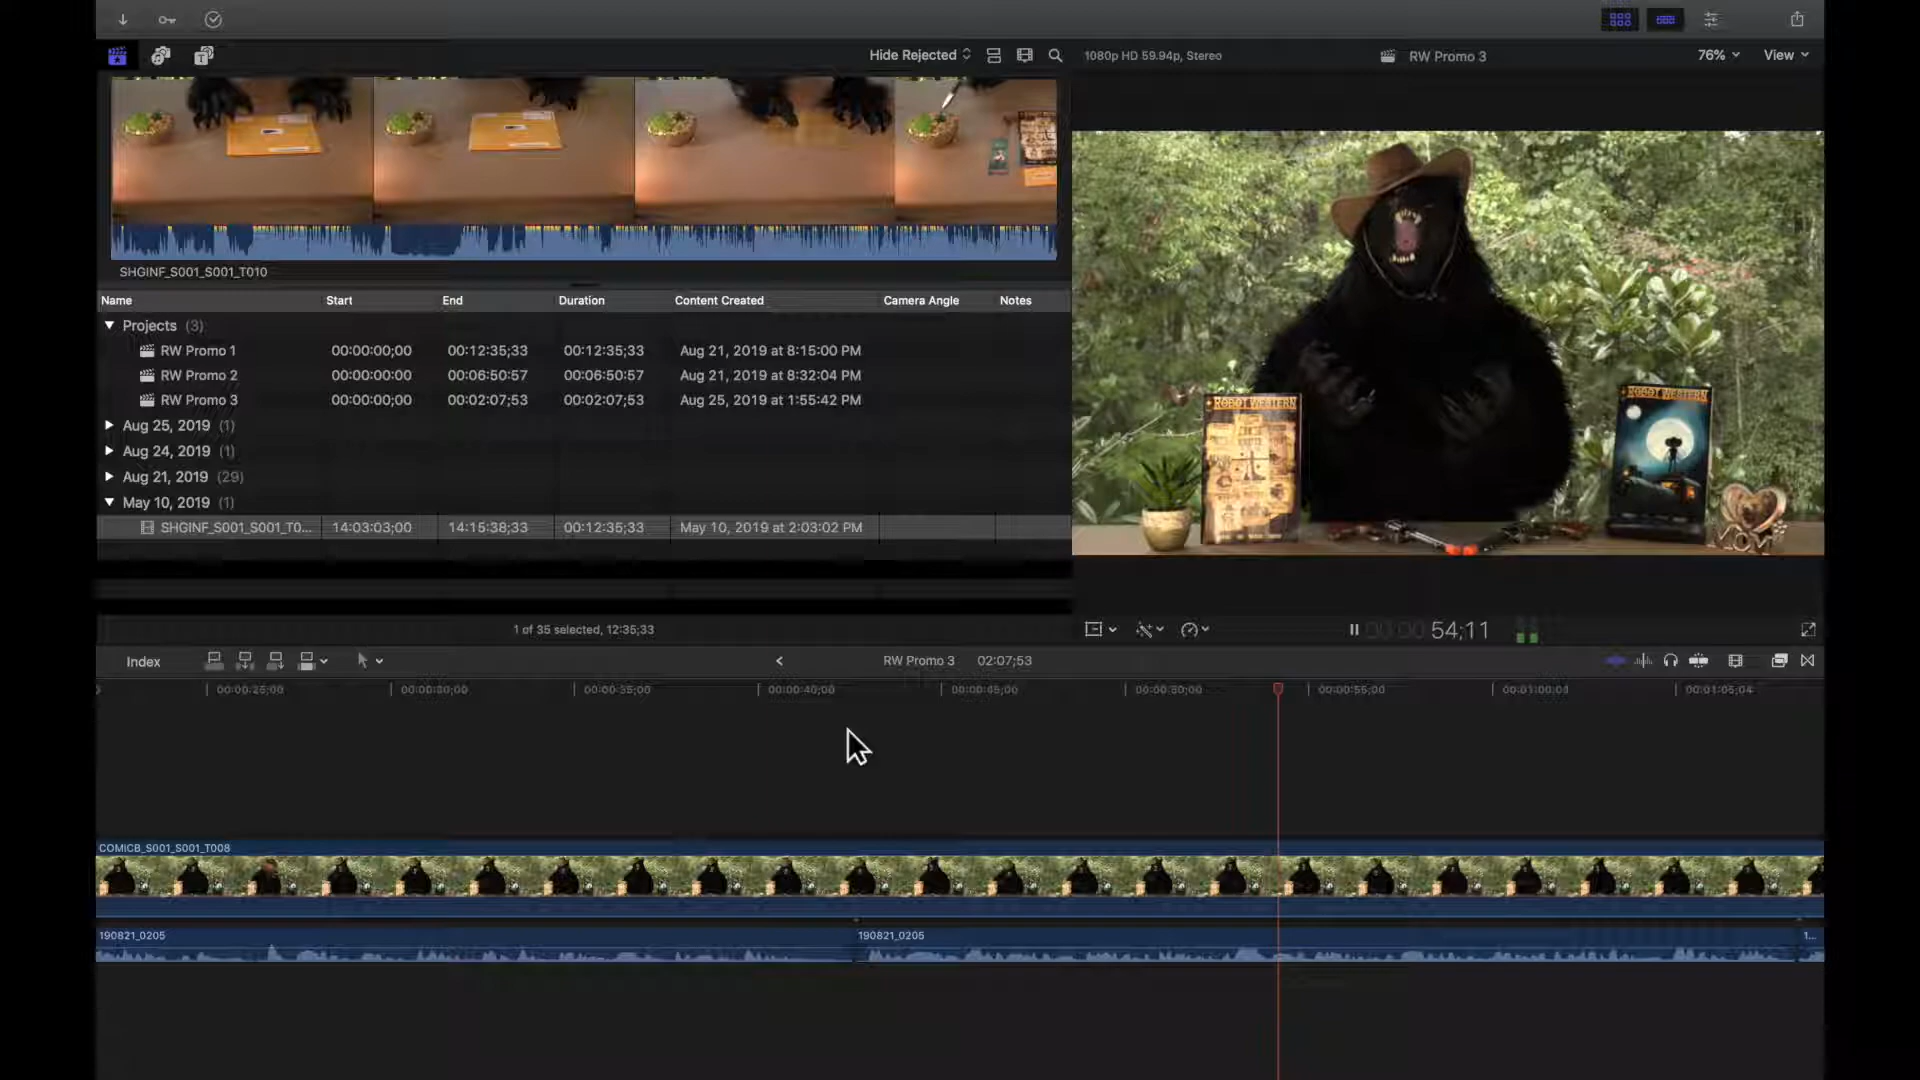 Hide Rejected
1080p HD 59.94p, Stereo
RW Promo 3
76%
View
SHGINF_S001_S001_T010
Name Start End Duration Content Created Camera Angle Notes
Projects (3)
RW Promo 1 00:00:00;00 00:12:35;33 00:12:35;33 Aug 21, 2019 at 8:15:00 PM
RW Promo 2 00:00:00:00 00:06:50:57 00:06:50:57 Aug 21, 2019 at 8:32:04 PM
RW Promo 3 00:00:00;00 00:02:07;53 00:02:07;53 Aug 25, 2019 at 1:55:42 PM
Aug 25, 2019 (1)
Aug 24, 2019 (1)
Aug 21, 2019 (29)
May 10, 2019 (1)
SHGINF_S001_S001_T0... 14:03:03;00 14:15:38;33 00:12:35;33 May 10, 2019 at 2:03:02 PM
ROBOT WESTERN
ROBOT WESTERN
MOM
1 of 35 selected, 12:35;33
00:00:54;11
Index
RW Promo 3 02:07;53
00:00:25;00 00:00:30;00 00:00:35;00 00:00:40;00 00:00:45;00 00:00:50;00 00:00:55;00 00:01:00;00 00:01:05;04
COMICB_S001_S001_T008
190821_0205
190821_0205
1...